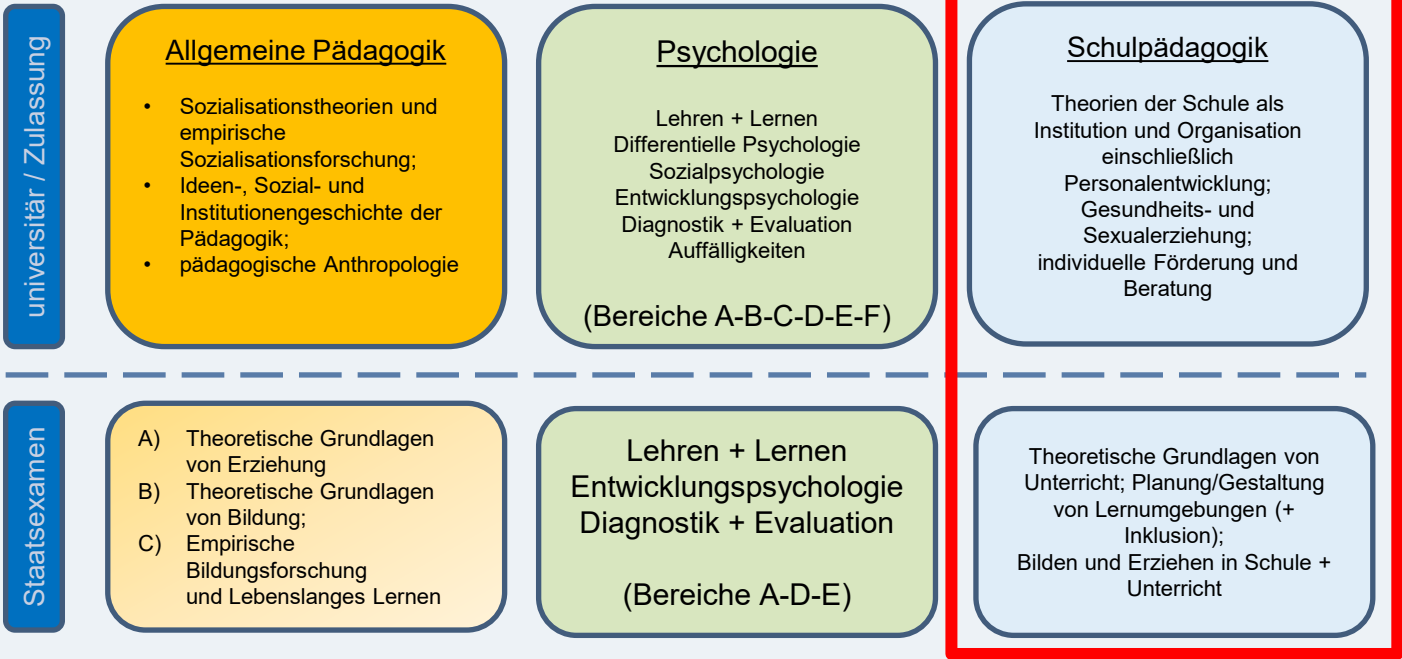 universitär / Zulassung
Allgemeine Pädagogik
• Sozialisationstheorien und
empirische
Sozialisationsforschung;
• Ideen-, Sozial- und
Institutionengeschichte der
Pädagogik;
• pädagogische Anthropologie
Psychologie
Lehren + Lernen
Differentielle Psychologie
Sozialpsychologie
Entwicklungspsychologie
Diagnostik + Evaluation
Auffälligkeiten
(Bereiche A-B-C-D-E-F)
Schulpädagogik
Theorien der Schule als
Institution und Organisation
einschließlich
Personalentwicklung;
Gesundheits- und
Sexualerziehung;
individuelle Förderung und
Beratung
Staatsexamen
A) Theoretische Grundlagen
von Erziehung
B) Theoretische Grundlagen
von Bildung;
C) Empirische
Bildungsforschung
und Lebenslanges Lernen
Lehren + Lernen
Entwicklungspsychologie
Diagnostik + Evaluation
(Bereiche A-D-E)
Theoretische Grundlagen von
Unterricht; Planung/Gestaltung
von Lernumgebungen (+
Inklusion);
Bilden und Erziehen in Schule +
Unterricht